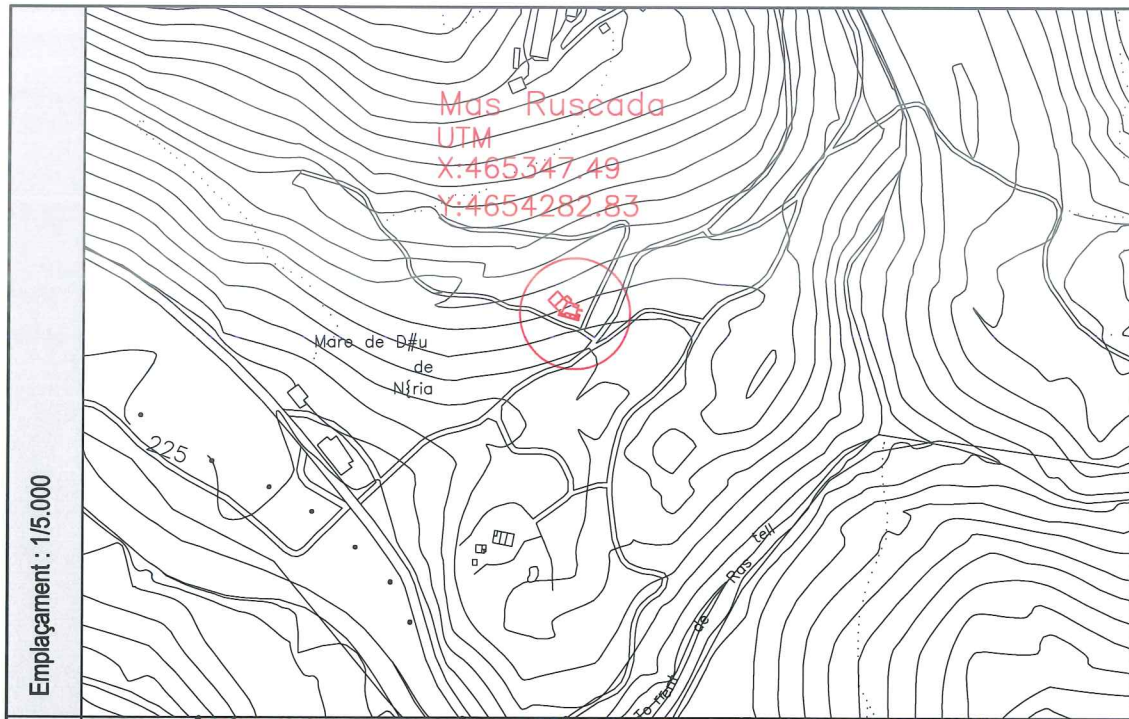 Emplaçament : 1/5.000
Mas Ruscada
UTM
X:465347.49
Y:4654282.83
Mare de D#u
de
N}ria
225
Torrent de Ras tell